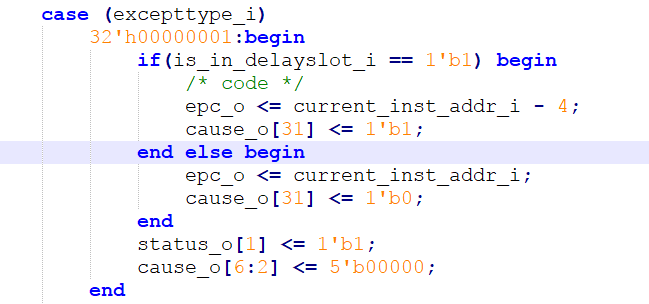 case (excepttype_i)
32'h00000001:begin
if(is_in_delayslot_i == 1'b1) begin
/* code */
epc_o <= current_inst_addr_i - 4;
cause_o[31] <= 1'b1;
end else begin
epc_o <= current_inst_addr_i;
cause_o[31] <= 1'b0;
end
status_o[1] <= 1'b1;
cause_o[6:2] <= 5'b00000;
end